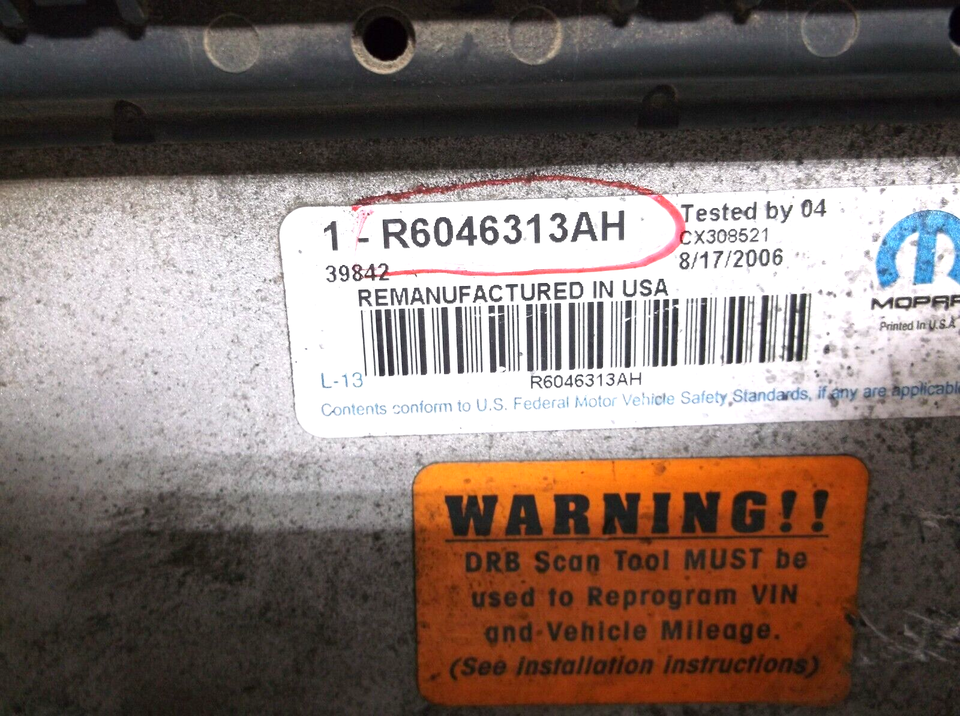 1 - R6046313AH
39842
REMANUFACTURED IN USA
L-13
R6046313AH
Contents conform to U.S. Federal Motor Vehicle Safety Standards, if any are applicable
Tested by 04
CX308521
8/17/2006
MOPAR
Printed in U.S.A
WARNING!!
DRB Scan Tool MUST be
used to Reprogram VIN
and Vehicle Mileage.
(See installation instructions)